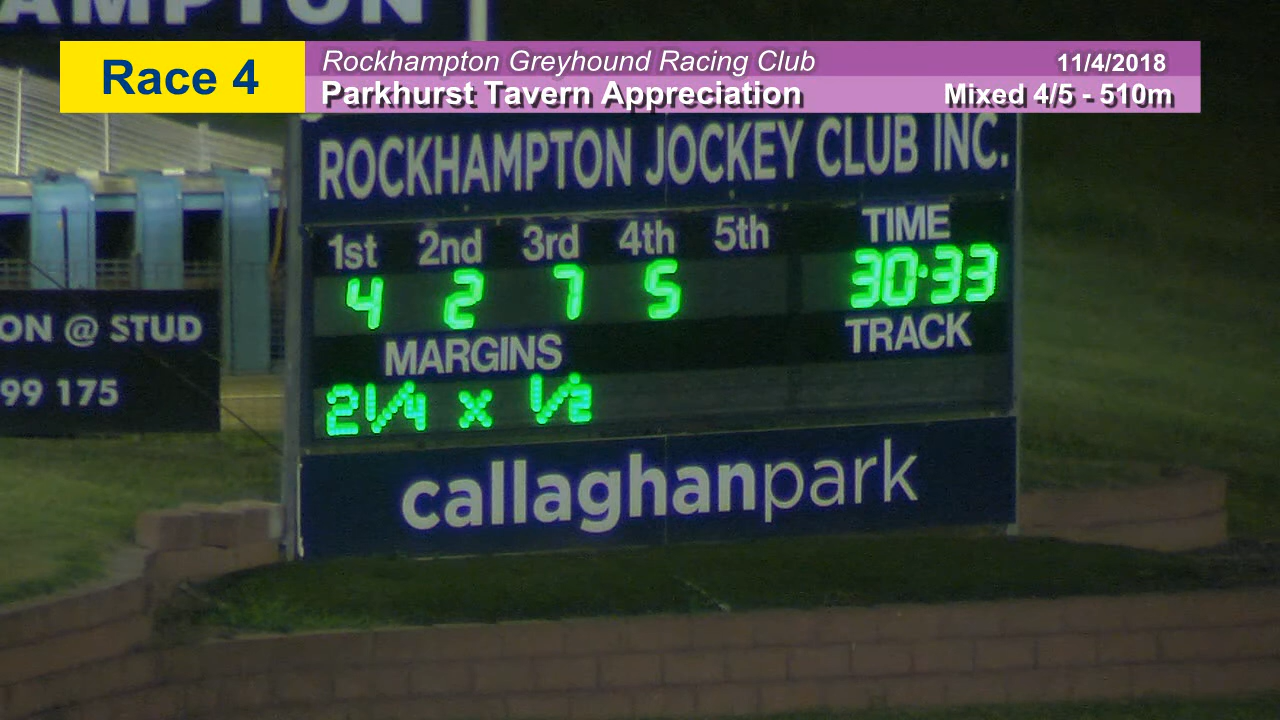 AMPTON
Race 4
Rockhampton Greyhound Racing Club
11/4/2018
Parkhurst Tavern Appreciation
Mixed 4/5 - 510m
ROCKHAMPTON JOCKEY CLUB INC.
1st 2nd 3rd 4th 5th TIME
4 2 7 5 30:33
MARGINS TRACK
2 1/4 x 1/2
ON @ STUD
99 175
callaghanpark